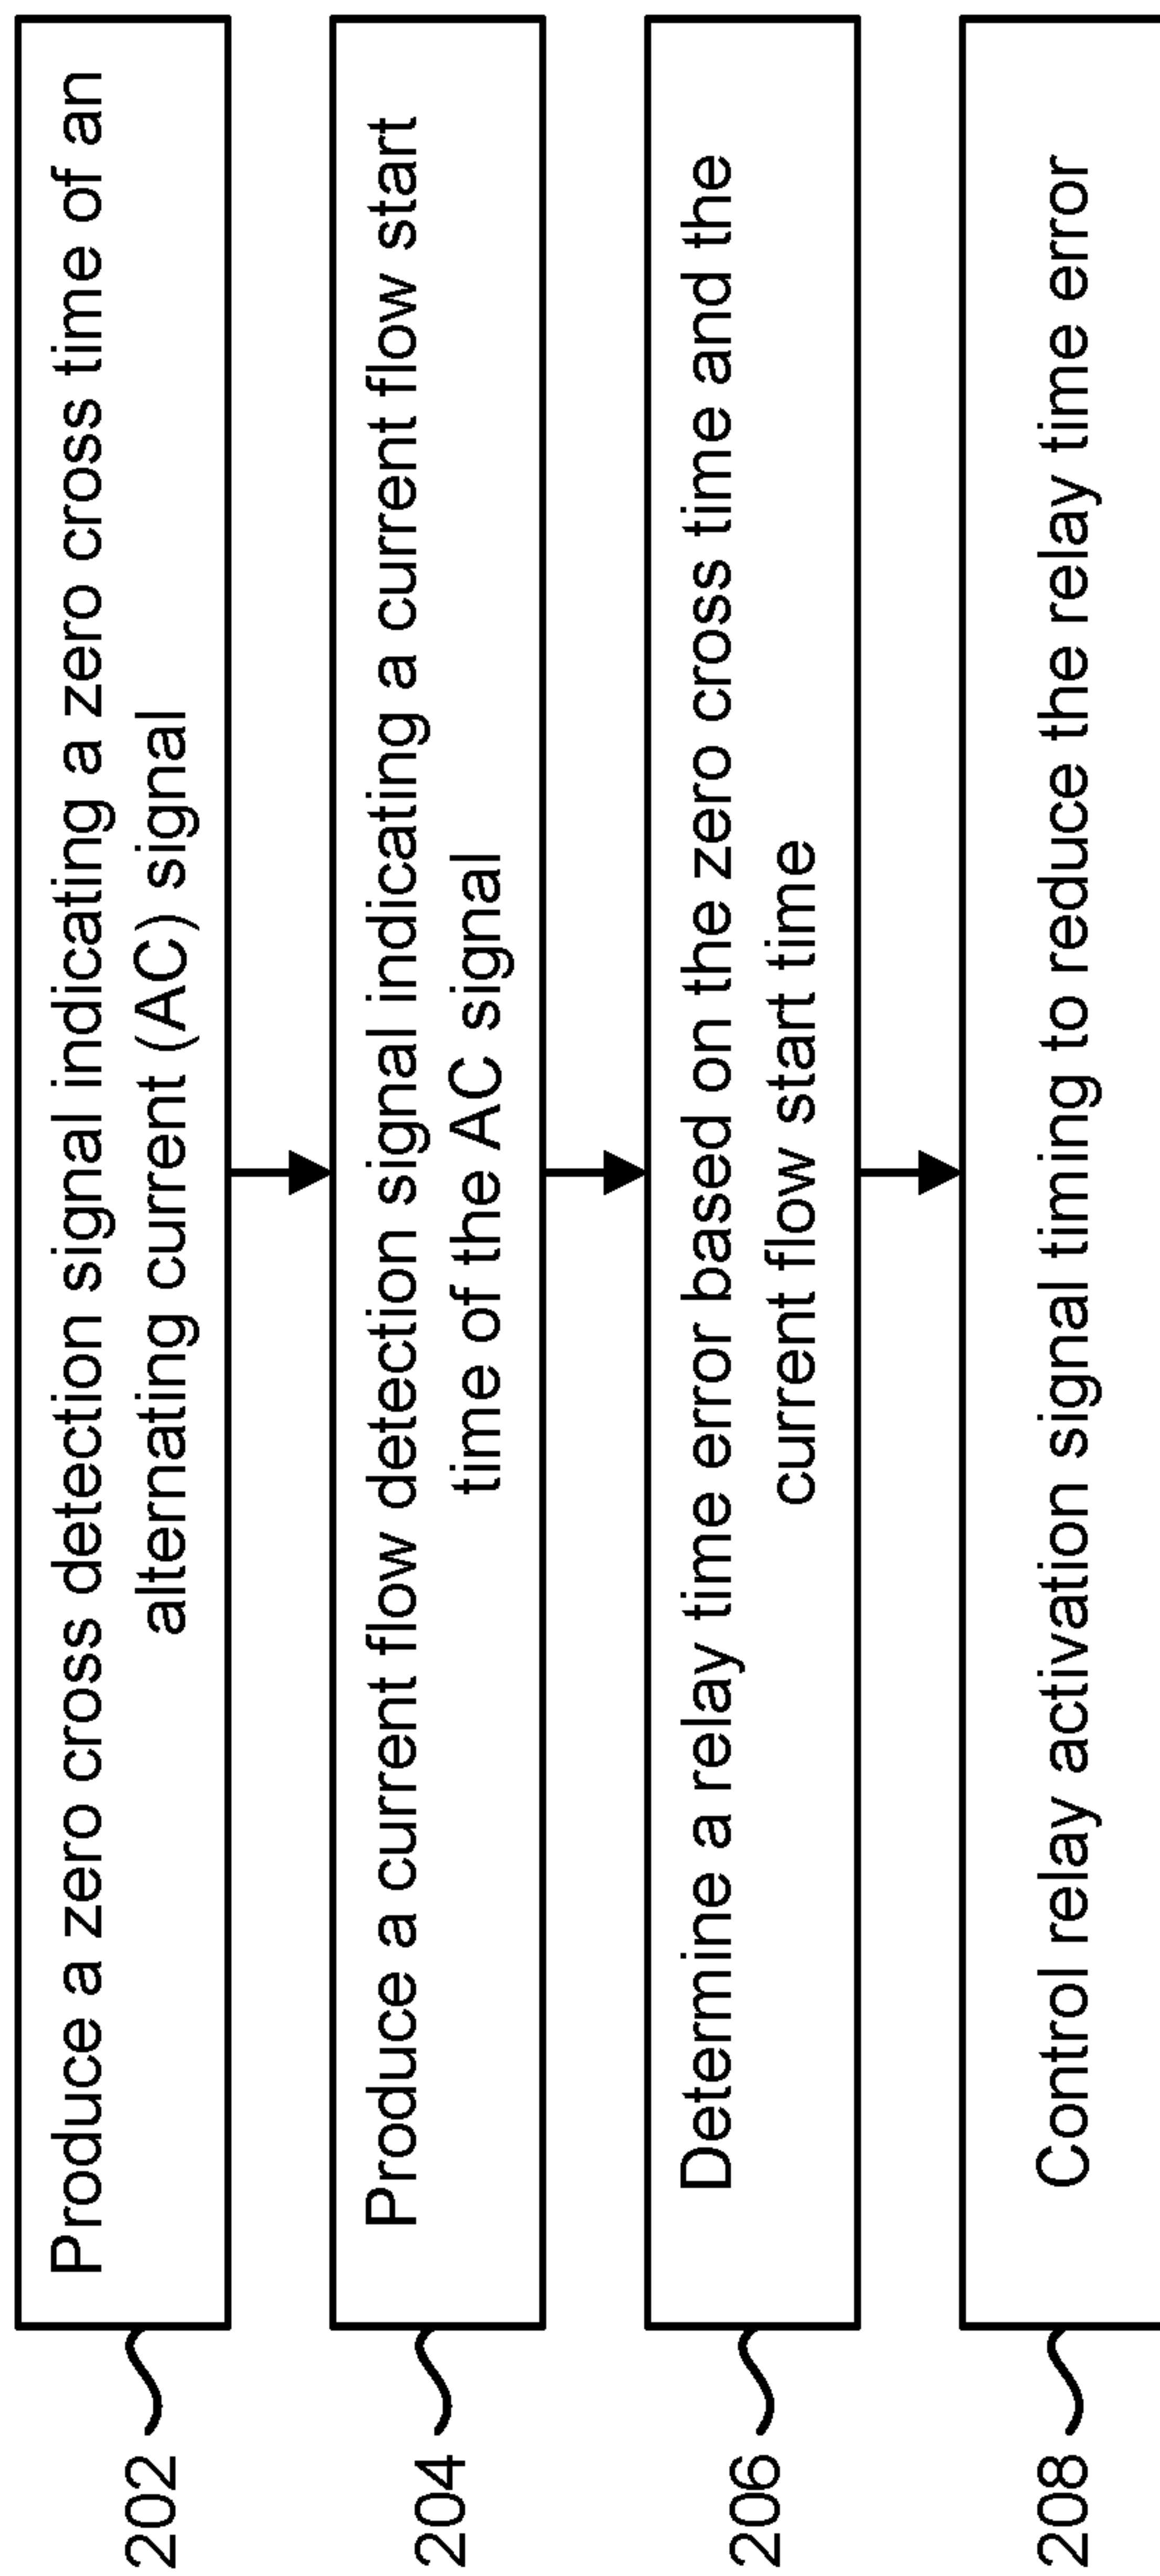 202
Produce a zero cross detection signal indicating a zero cross time of an
alternating current (AC) signal
204
Produce a current flow detection signal indicating a current flow start
time of the AC signal
206
Determine a relay time error based on the zero cross time and the
current flow start time
208
Control relay activation signal timing to reduce the relay time error